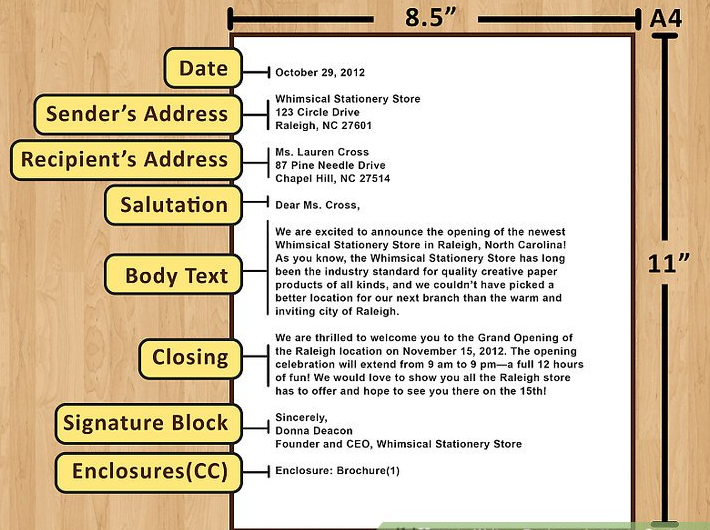 8.5”
A4
Date
October 29, 2012
Sender’s Address
Whimsical Stationery Store
123 Circle Drive
Raleigh, NC 27601
Recipient’s Address
Ms. Lauren Cross
87 Pine Needle Drive
Chapel Hill, NC 27514
Salutation
Dear Ms. Cross,
Body Text
We are excited to announce the opening of the newest
Whimsical Stationery Store in Raleigh, North Carolina!
As you know, the Whimsical Stationery Store has long
been the industry standard for quality creative paper
products of all kinds, and we couldn’t have picked a
better location for our next branch than the warm and
inviting city of Raleigh.
11”
Closing
We are thrilled to welcome you to the Grand Opening of
the Raleigh location on November 15, 2012. The opening
celebration will extend from 9 am to 9 pm—a full 12 hours
of fun! We would love to show you all the Raleigh store
has to offer and hope to see you there on the 15th!
Signature Block
Sincerely,
Donna Deacon
Founder and CEO, Whimsical Stationery Store
Enclosures(CC)
Enclosure: Brochure(1)